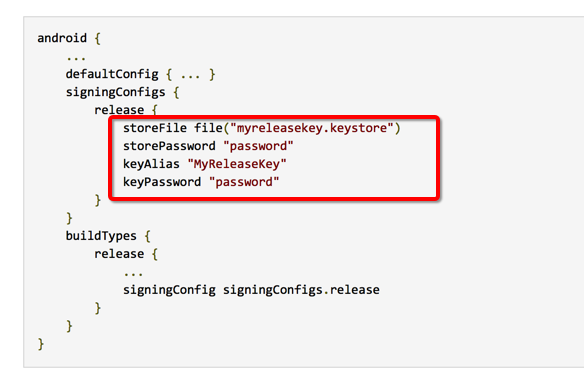 android {
...
defaultConfig { ... }
signingConfigs {
release {
storeFile file("myreleasekey.keystore")
storePassword "password"
keyAlias "MyReleaseKey"
keyPassword "password"
}
}
buildTypes {
release {
...
signingConfig signingConfigs.release
}
}
}